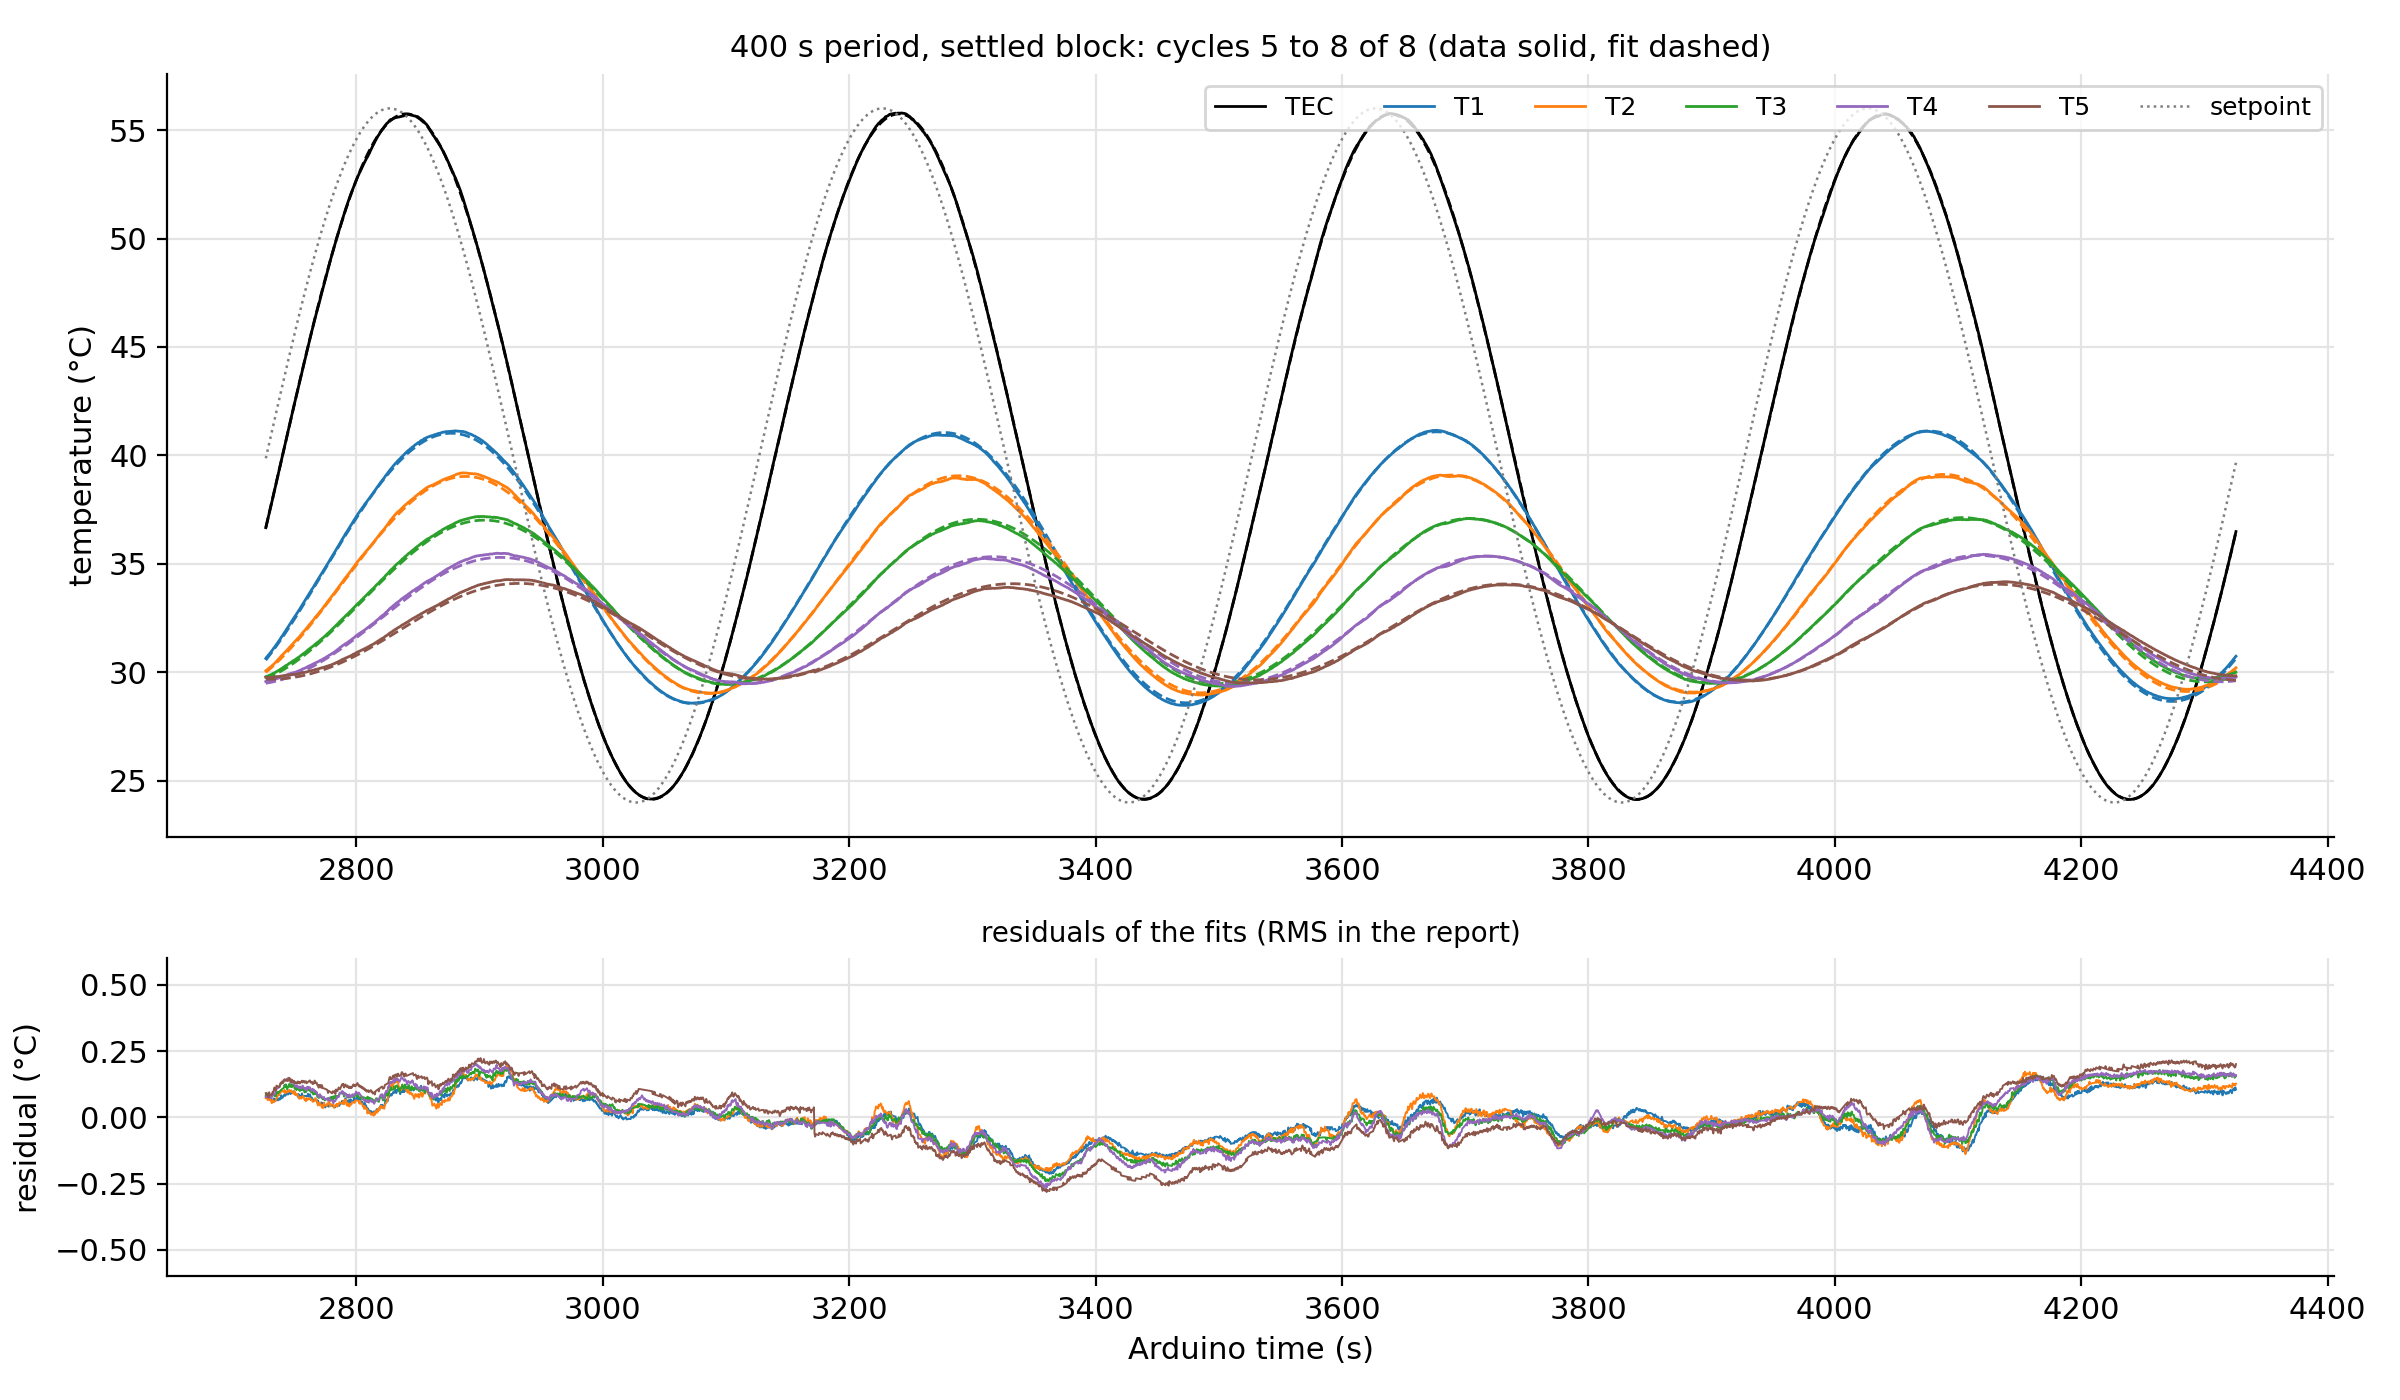 400 s period, settled block: cycles 5 to 8 of 8 (data solid, fit dashed)
TEC T1 T2 T3 T4 T5 setpoint
temperature (°C)
55
50
45
40
35
30
25
2800 3000 3200 3400 3600 3800 4000 4200 4400
residuals of the fits (RMS in the report)
residual (°C)
0.50
0.25
0.00
−0.25
−0.50
2800 3000 3200 3400 3600 3800 4000 4200 4400
Arduino time (s)